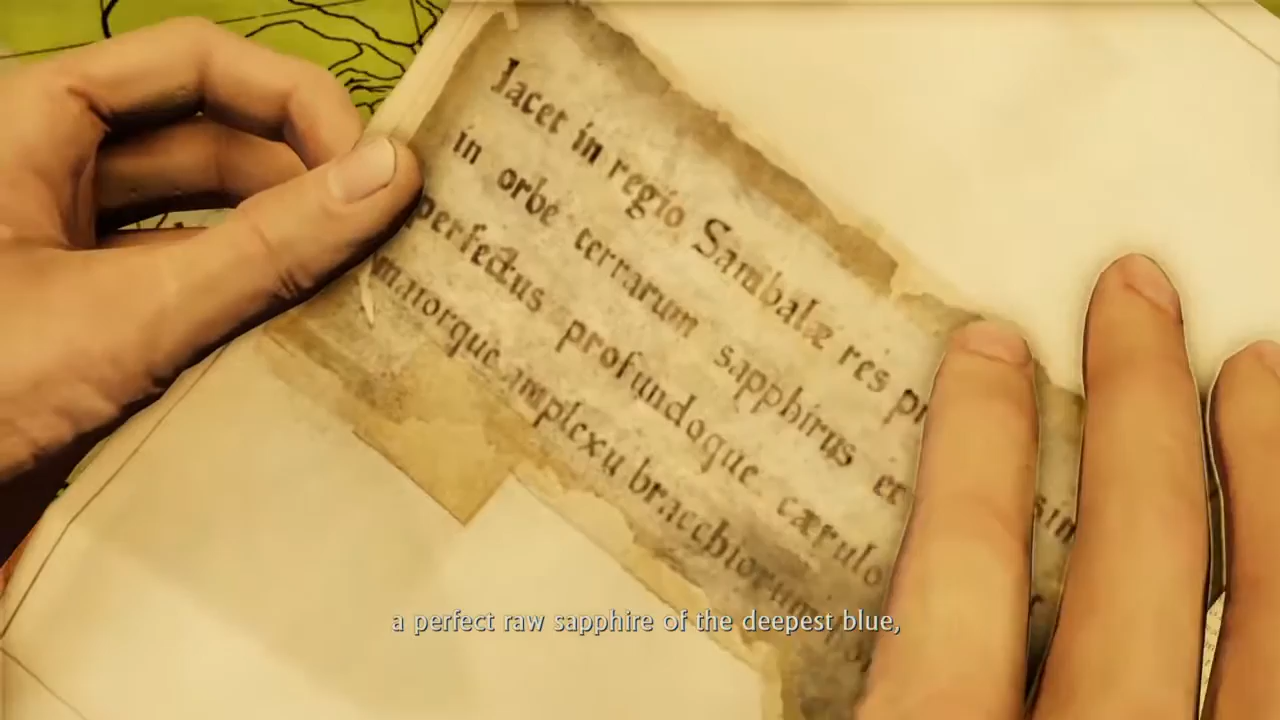 Iacet in regio Sambalæ res
in orbe terrarum sapphirus et
perfectus profundoque cærulo
maiorque amplexu bracchiorum
a perfect raw sapphire of the deepest blue,